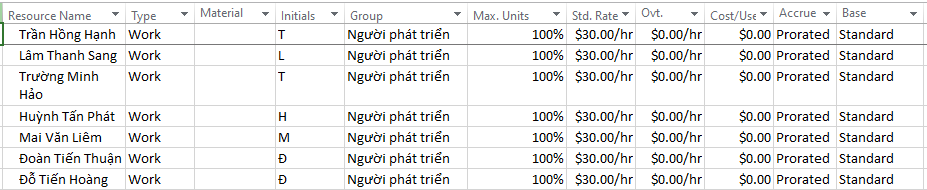 Resource Name Type Material Initials Group Max. Units Std. Rate Ovt. Cost/Use Accrue Base
Trần Hồng Hạnh Work T Người phát triển 100% $30.00/hr $0.00/hr $0.00 Prorated Standard
Lâm Thanh Sang Work L Người phát triển 100% $30.00/hr $0.00/hr $0.00 Prorated Standard
Trường Minh Work T Người phát triển 100% $30.00/hr $0.00/hr $0.00 Prorated Standard
Hảo
Huỳnh Tấn Phát Work H Người phát triển 100% $30.00/hr $0.00/hr $0.00 Prorated Standard
Mai Văn Liêm Work M Người phát triển 100% $30.00/hr $0.00/hr $0.00 Prorated Standard
Đoàn Tiến Thuận Work Đ Người phát triển 100% $30.00/hr $0.00/hr $0.00 Prorated Standard
Đỗ Tiến Hoàng Work Đ Người phát triển 100% $30.00/hr $0.00/hr $0.00 Prorated Standard